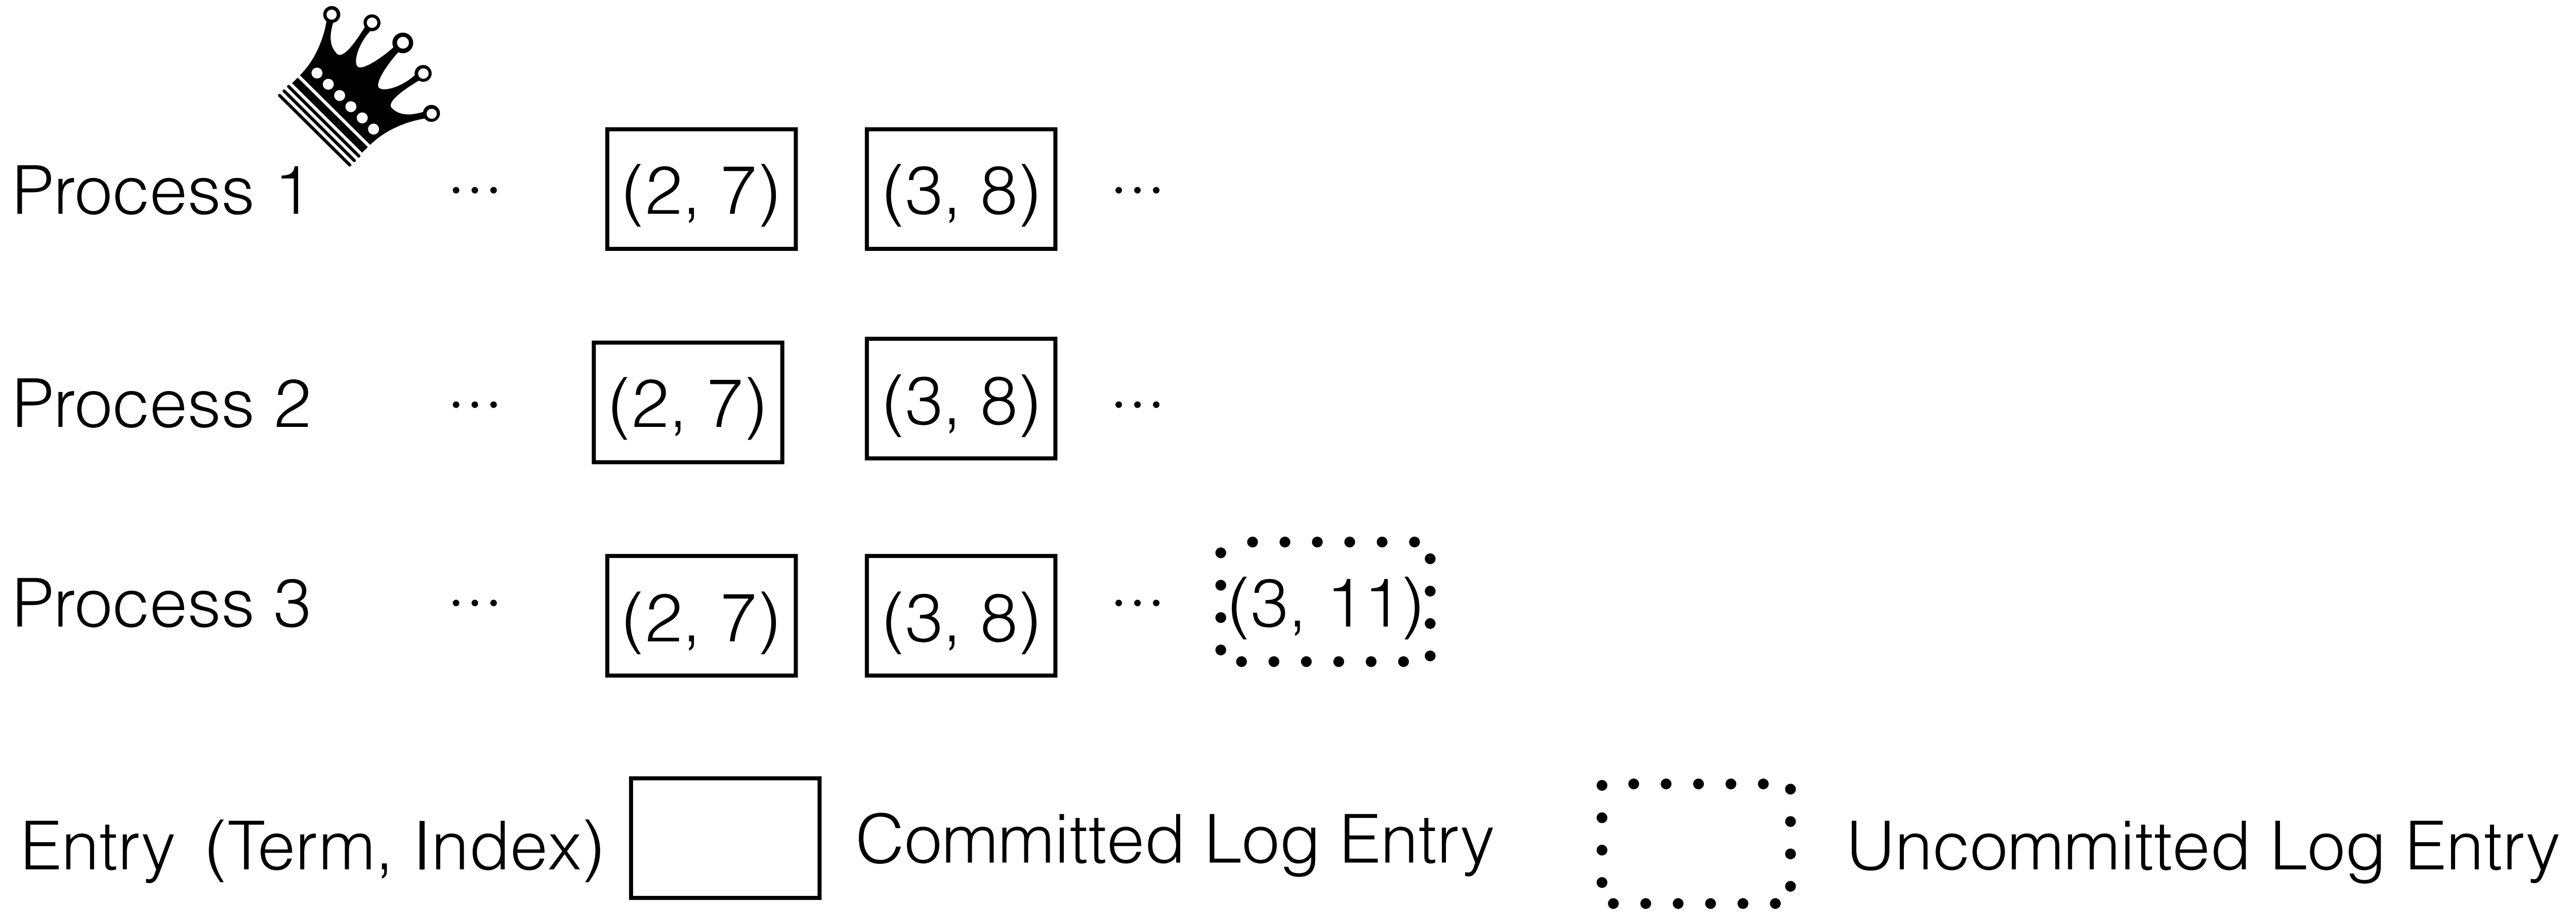 Process 1 ... (2, 7) (3, 8) ...
Process 2 ... (2, 7) (3, 8) ...
Process 3 ... (2, 7) (3, 8) ... (3, 11)
Entry (Term, Index) Committed Log Entry Uncommitted Log Entry